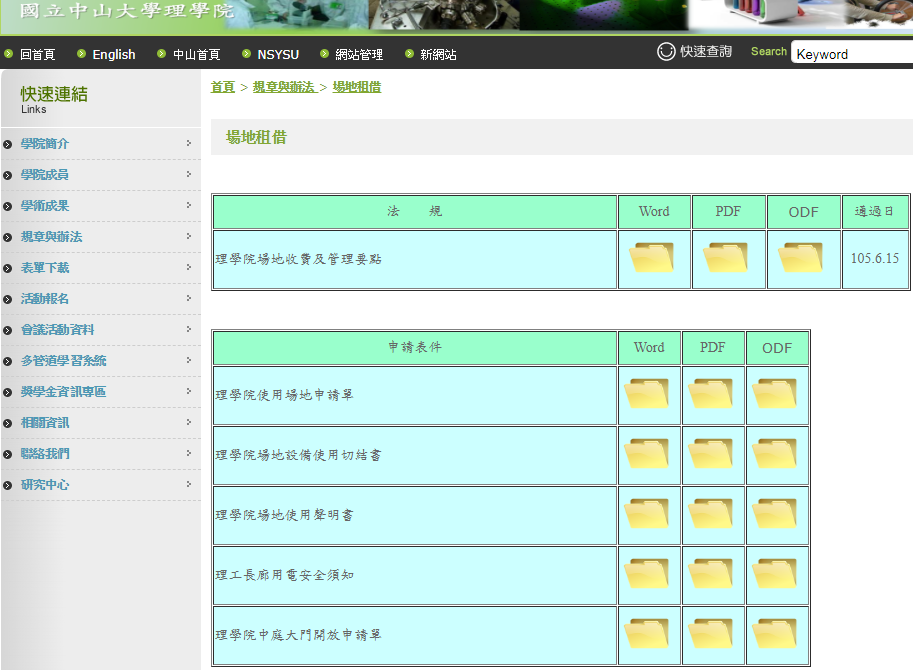 國立中山大學理學院
回首頁 English 中山首頁 NSYSU 網站管理 新網站 快速查詢 Search Keyword
快速連結
Links
學院簡介
學院成員
學術成果
規章與辦法
表單下載
活動報名
會議活動資料
多管道學習系統
獎學金資訊專區
相關資訊
聯絡我們
研究中心
首頁 > 規章與辦法 > 場地租借
場地租借
法 規 Word PDF ODF 通過日
理學院場地收費及管理要點 105.6.15
申請表件 Word PDF ODF
理學院使用場地申請單
理學院場地設備使用切結書
理學院場地使用聲明書
理工長廊用電安全須知
理學院中庭大門開放申請單